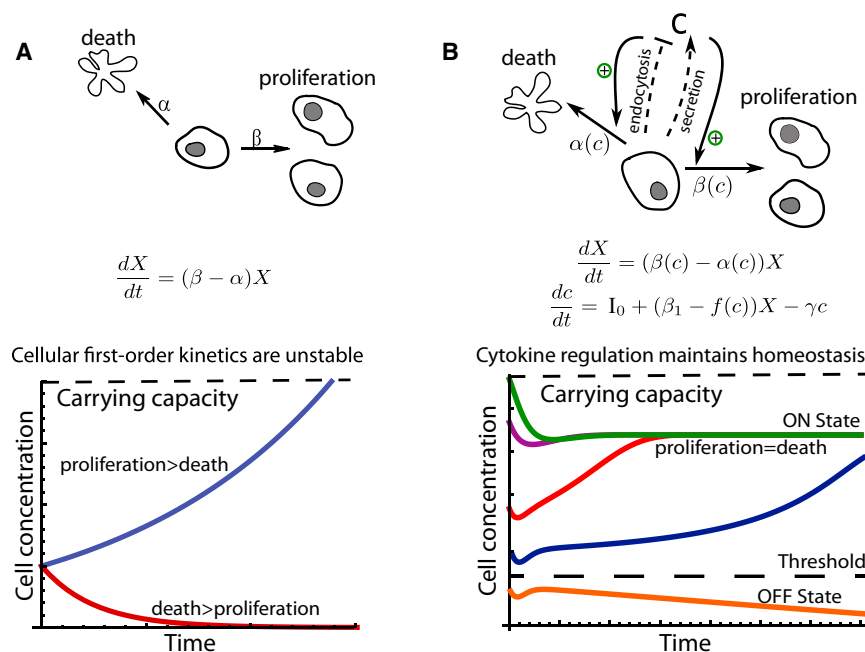 A
death
proliferation
α
β
dX/dt = (β − α)X
Cellular first-order kinetics are unstable
Carrying capacity
proliferation>death
death>proliferation
Cell concentration
Time
B
C
death
endocytosis
secretion
+
+
proliferation
α(c)
β(c)
dX/dt = (β(c) − α(c))X
dc/dt = I₀ + (β₁ − f(c))X − γc
Cytokine regulation maintains homeostasis
Carrying capacity
ON State
proliferation=death
Threshold
OFF State
Cell concentration
Time